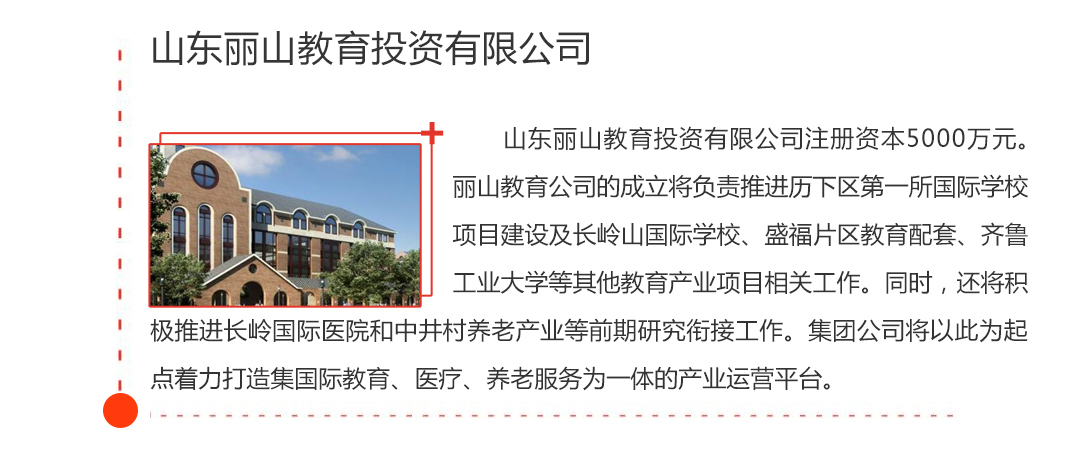 山东丽山教育投资有限公司
山东丽山教育投资有限公司注册资本5000万元。
丽山教育公司的成立将负责推进历下区第一所国际学校
项目建设及长岭山国际学校、盛福片区教育配套、齐鲁
工业大学等其他教育产业项目相关工作。同时，还将积
极推进长岭国际医院和中井村养老产业等前期研究衔接工作。集团公司将以此为起
点着力打造集国际教育、医疗、养老服务为一体的产业运营平台。